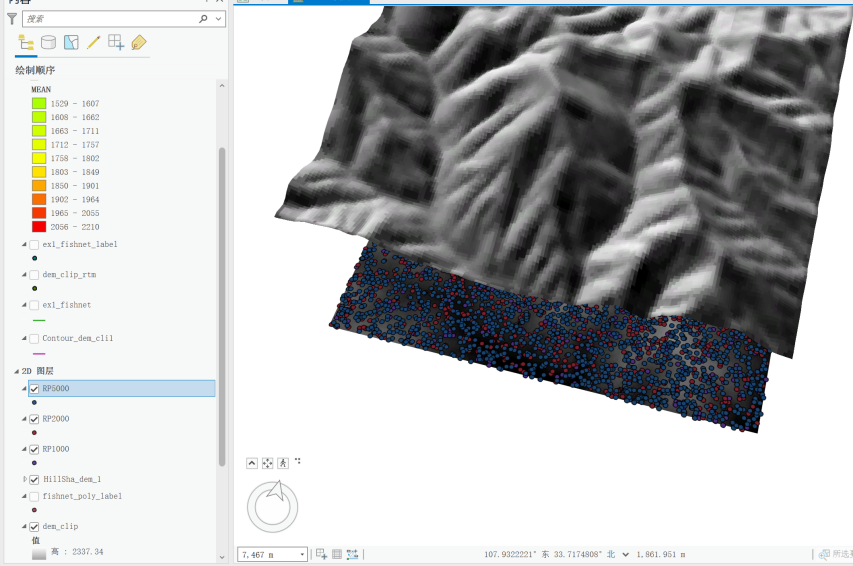 内容
搜索
绘制顺序
MEAN
1529 - 1607
1608 - 1662
1663 - 1711
1712 - 1757
1758 - 1802
1803 - 1849
1850 - 1901
1902 - 1964
1965 - 2055
2056 - 2210
ex1_fishnet_label
dem_clip_rtm
ex1_fishnet
Contour_dem_cli1
2D 图层
RP5000
RP2000
RP1000
HillSha_dem_1
fishnet_poly_label
dem_clip
值
高 : 2337.34
7,467 m
107.9322221° 东 33.7174808° 北
1,861.951 m
所选